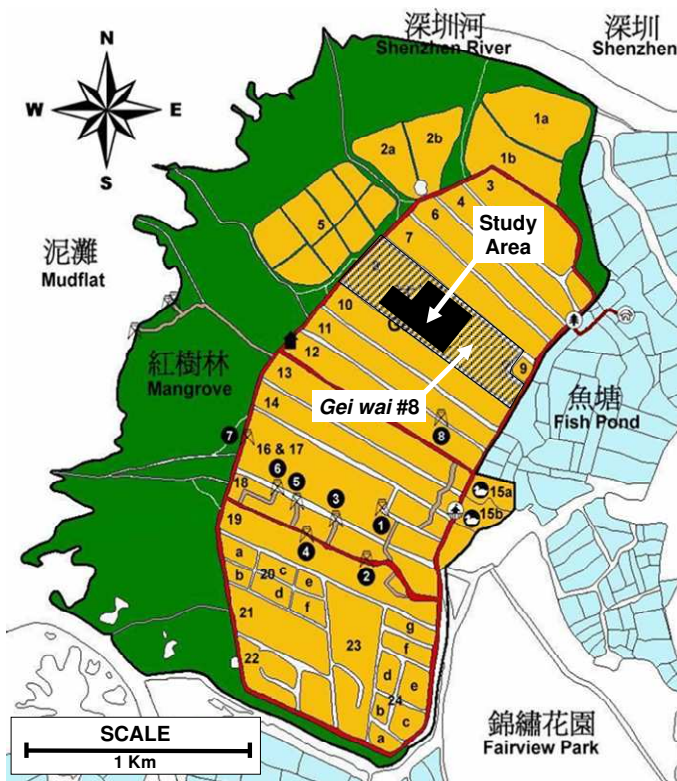 深圳河
Shenzhen River
深圳
Shenzhen
N
W
E
S
1a
2b
2a
1b
3
4
6
5
7
Study
Area
泥灘
Mudflat
8
10
11
12
9
紅樹林
Mangrove
Gei wai #8
魚塘
Fish Pond
13
14
8
7
16 & 17
6
5
3
1
18
15a
15b
19
4
2
a
b
20
c
d
e
f
21
22
23
g
f
d
e
24
b
c
a
SCALE
1 Km
錦繡花園
Fairview Park